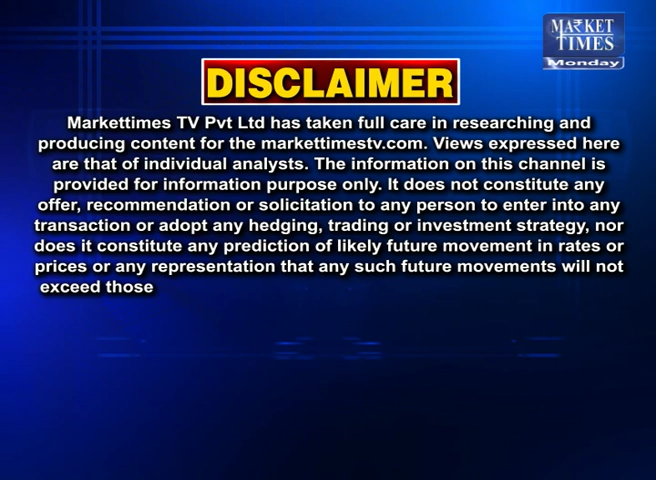 MARKET
TIMES
Monday
DISCLAIMER
Markettimes TV Pvt Ltd has taken full care in researching and
producing content for the markettimestv.com. Views expressed here
are that of individual analysts. The information on this channel is
provided for information purpose only. It does not constitute any
offer, recommendation or solicitation to any person to enter into any
transaction or adopt any hedging, trading or investment strategy, nor
does it constitute any prediction of likely future movement in rates or
prices or any representation that any such future movements will not
exceed those